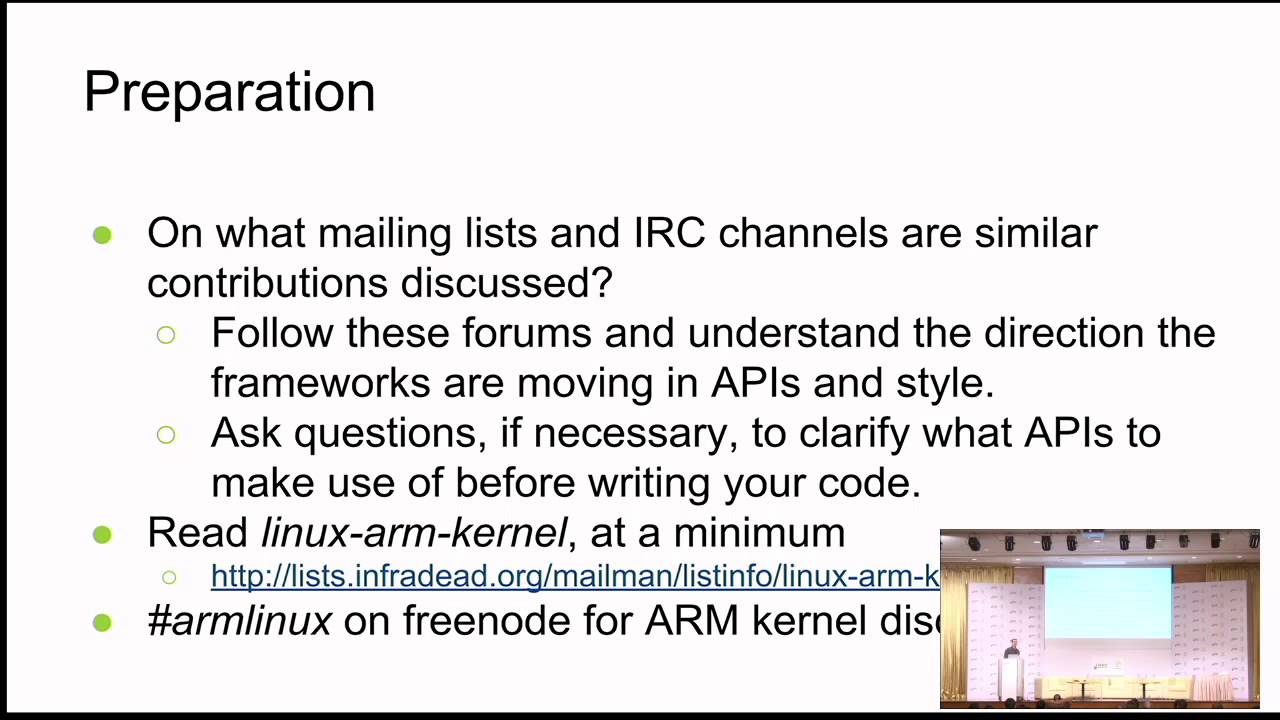 Preparation
On what mailing lists and IRC channels are similar
contributions discussed?
Follow these forums and understand the direction the
frameworks are moving in APIs and style.
Ask questions, if necessary, to clarify what APIs to
make use of before writing your code.
Read linux-arm-kernel, at a minimum
http://lists.infradead.org/mailman/listinfo/linux-arm-k
#armlinux on freenode for ARM kernel